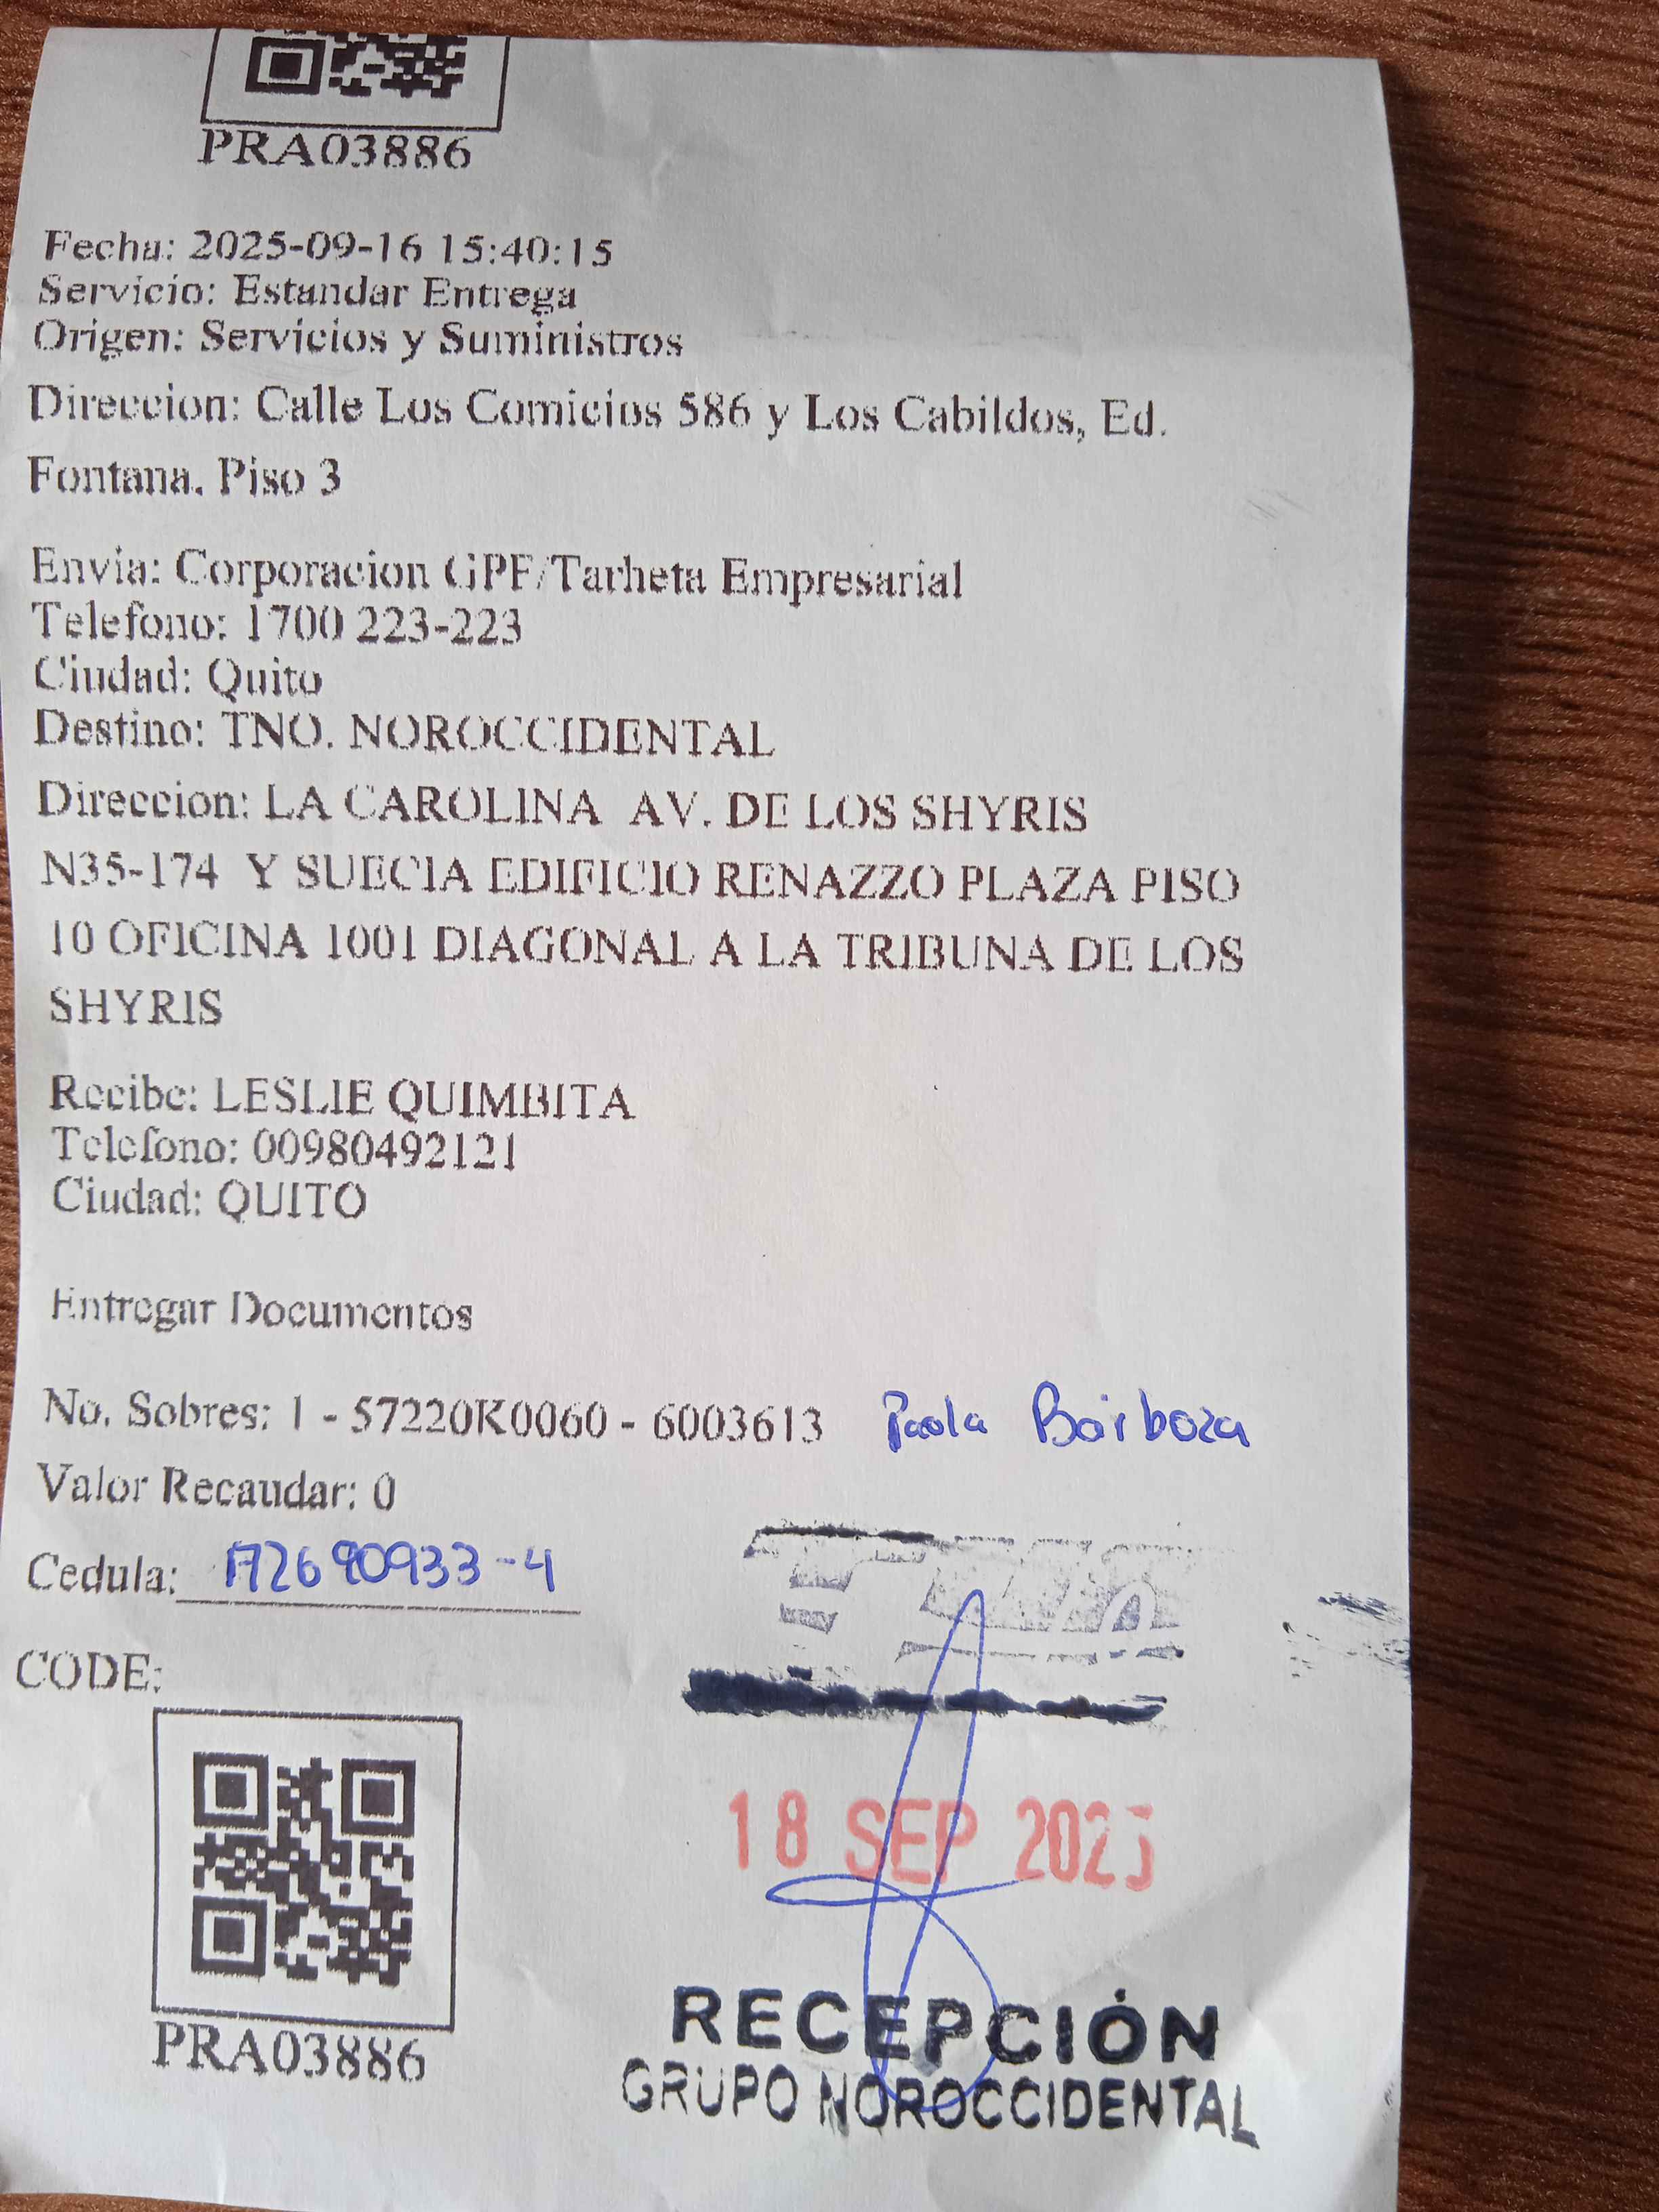 PRA03886
Fecha: 2025-09-16 15:40:15
Servicio: Estandar Entrega
Origen: Servicios y Suministros
Direccion: Calle Los Comicios 586 y Los Cabildos, Ed.
Fontana. Piso 3
Envia: Corporacion GPF/Tarheta Empresarial
Telefono: 1700 223-223
Ciudad: Quito
Destino: TNO. NOROCCIDENTAL
Direccion: LA CAROLINA AV. DE LOS SHYRIS
N35-174 Y SUECIA EDIFICIO RENAZZO PLAZA PISO
10 OFICINA 1001 DIAGONAL A LA TRIBUNA DE LOS
SHYRIS
Recibe: LESLIE QUIMBITA
Telefono: 00980492121
Ciudad: QUITO
Entregar Documentos
No. Sobres: 1 - 57220K0060 - 6003613 Paola Barboza
Valor Recaudar: 0
Cedula: 172690933-4
CODE:
18 SEP 2025
PRA03886
RECEPCIÓN
GRUPO NOROCCIDENTAL